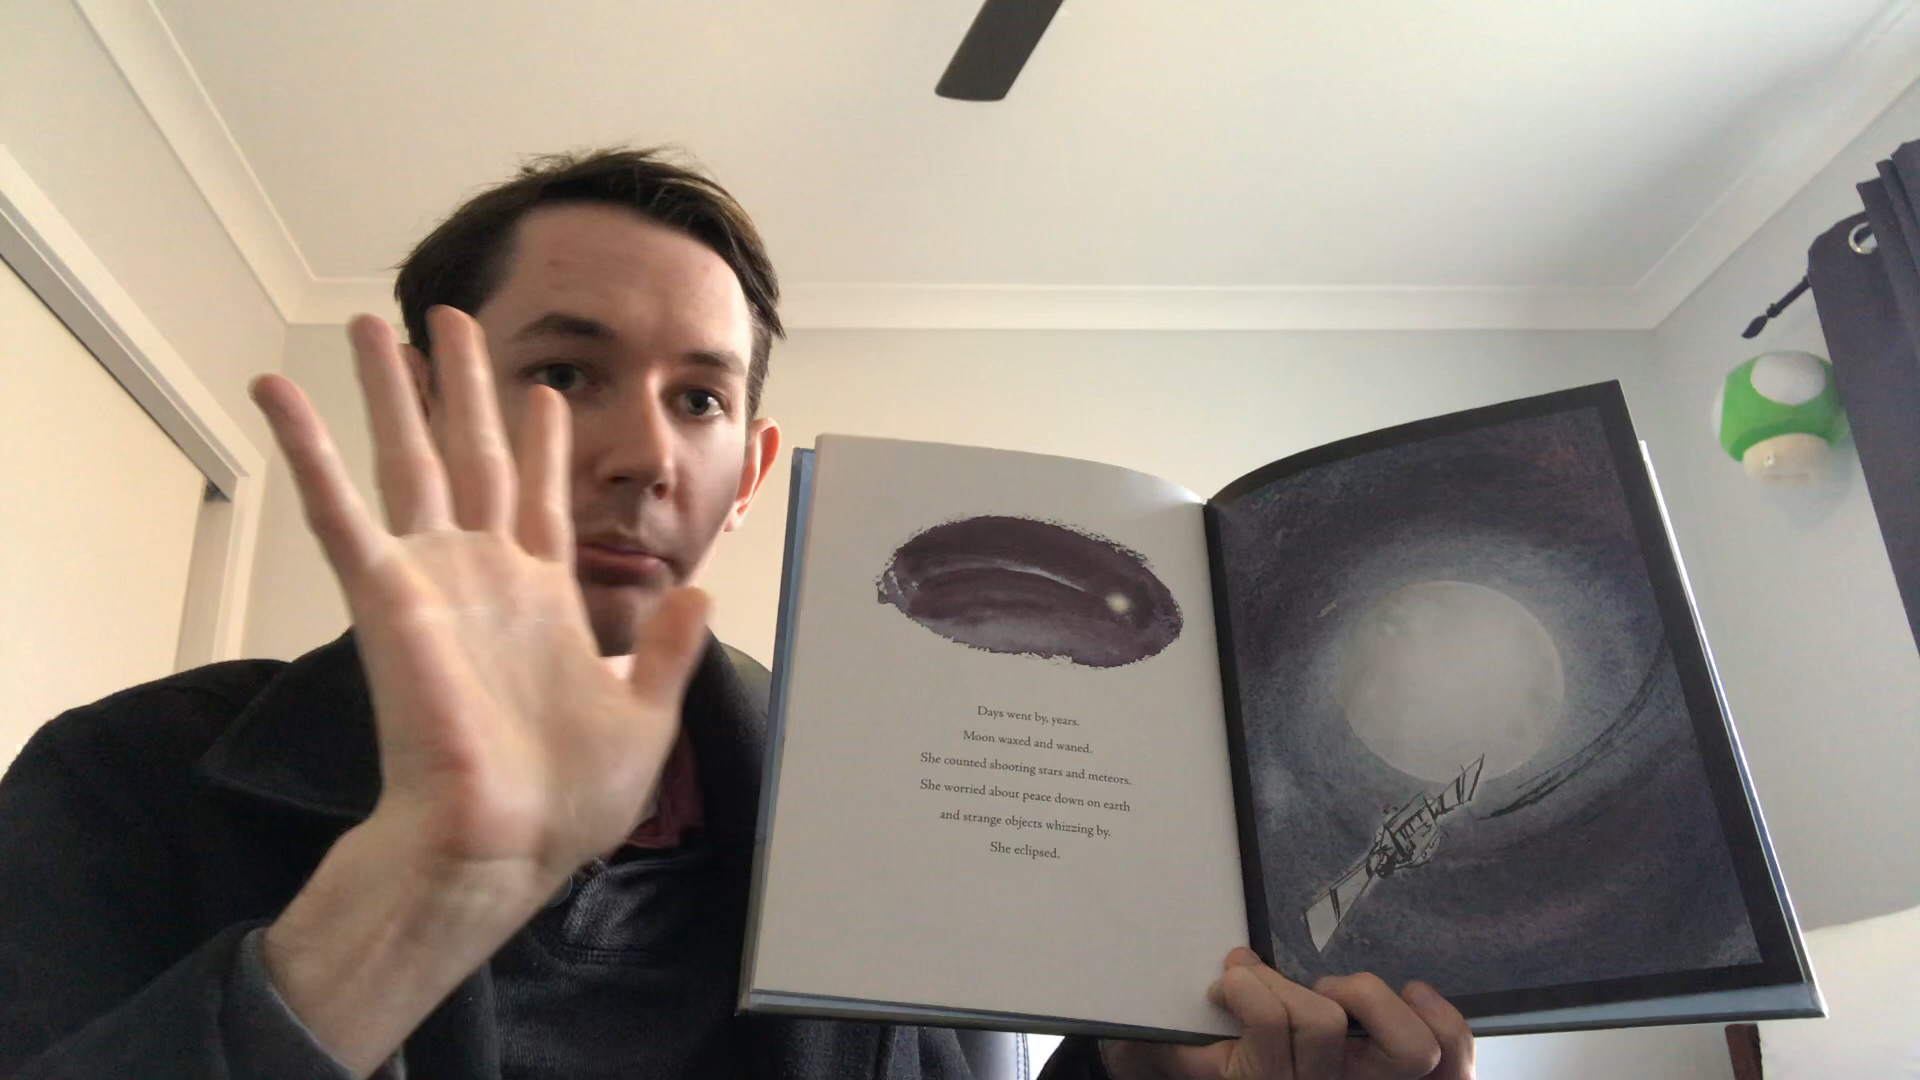 Days went by, years.
Moon waxed and waned.
She counted shooting stars and meteors.
She worried about peace down on earth
and strange objects whizzing by.
She eclipsed.